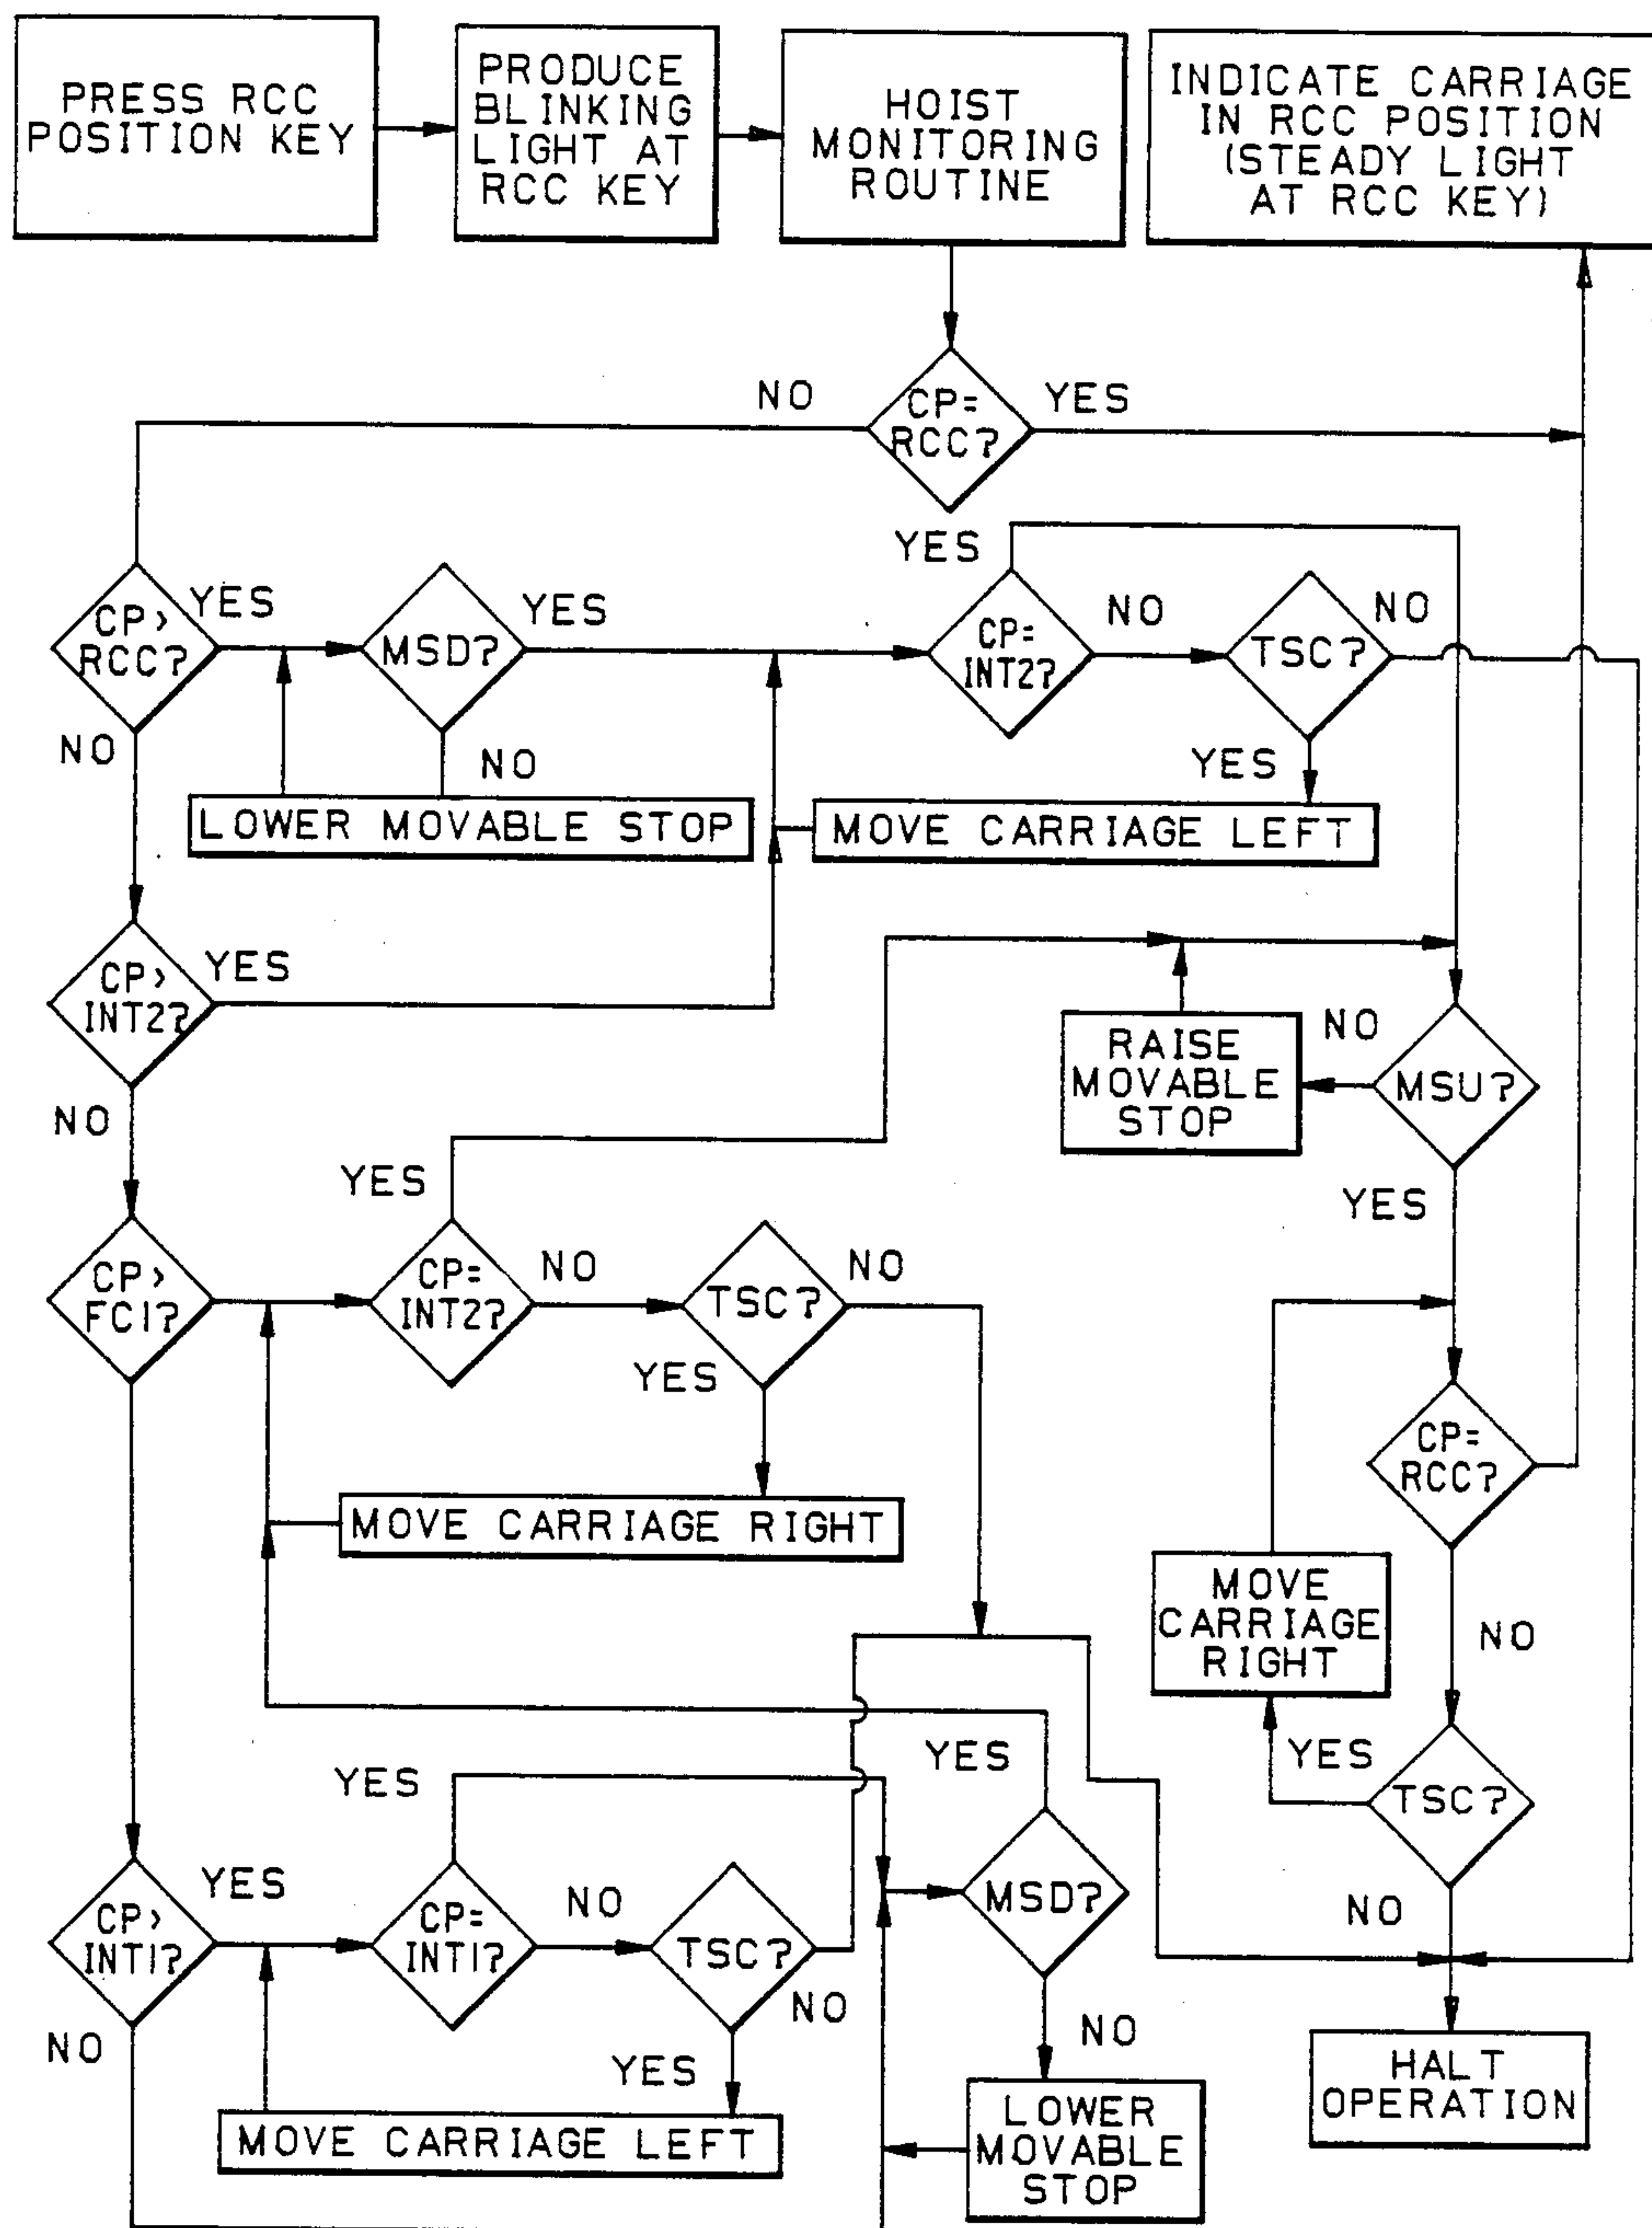 PRESS RCC
POSITION KEY
PRODUCE
BLINKING
LIGHT AT
RCC KEY
HOIST
MONITORING
ROUTINE
INDICATE CARRIAGE
IN RCC POSITION
(STEADY LIGHT
AT RCC KEY)
NO
CP=
RCC?
YES
YES
CP>
RCC?
YES
MSD?
YES
CP=
INT2?
NO
TSC?
NO
NO
NO
YES
LOWER MOVABLE STOP
MOVE CARRIAGE LEFT
CP>
INT2?
YES
RAISE
MOVABLE
STOP
NO
MSU?
NO
YES
YES
CP>
FC1?
CP=
INT2?
NO
TSC?
NO
YES
CP=
RCC?
MOVE CARRIAGE RIGHT
MOVE
CARRIAGE
RIGHT
NO
YES
YES
YES
TSC?
CP>
INT1?
YES
CP=
INT1?
NO
TSC?
NO
MSD?
NO
NO
YES
NO
MOVE CARRIAGE LEFT
LOWER
MOVABLE
STOP
HALT
OPERATION